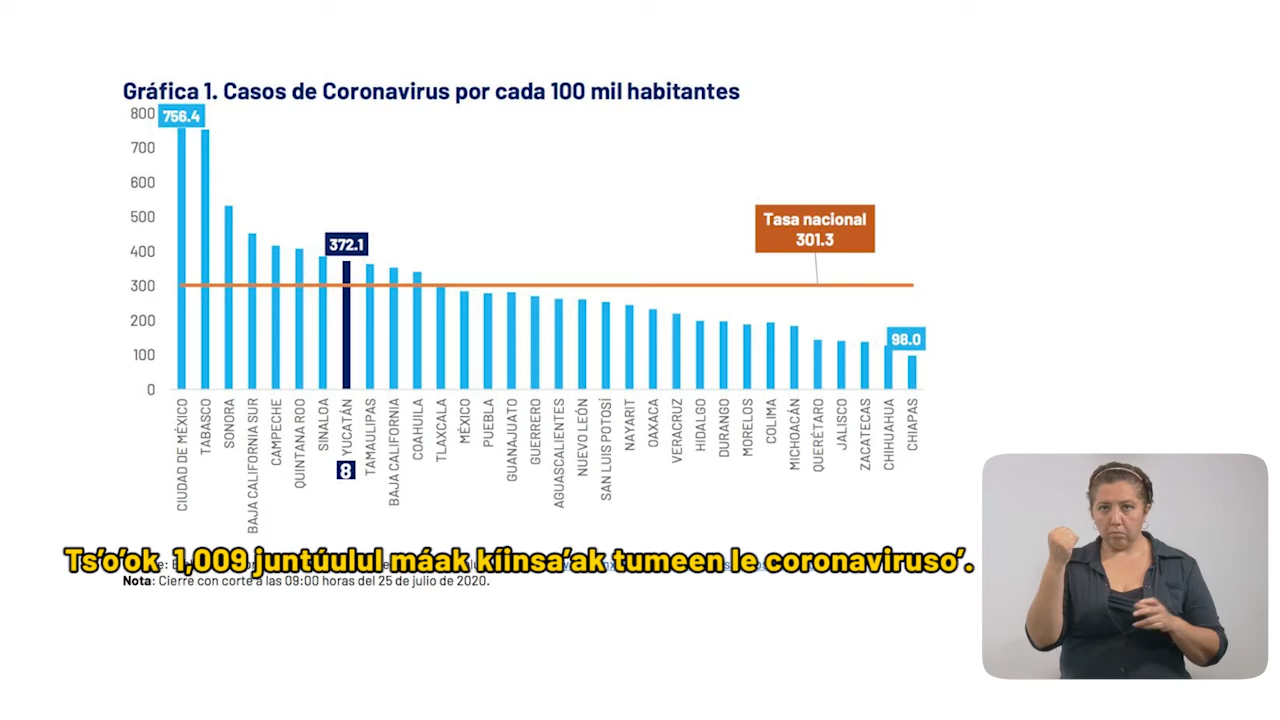 Gráfica 1. Casos de Coronavirus por cada 100 mil habitantes
800
700
600
500
400
300
200
100
0
756.4
372.1
Tasa nacional
301.3
98.0
CIUDAD DE MÉXICO
TABASCO
SONORA
BAJA CALIFORNIA SUR
CAMPECHE
QUINTANA ROO
SINALOA
YUCATÁN
8
TAMAULIPAS
BAJA CALIFORNIA
COAHUILA
TLAXCALA
MÉXICO
PUEBLA
GUANAJUATO
GUERRERO
AGUASCALIENTES
NUEVO LEÓN
SAN LUIS POTOSÍ
NAYARIT
OAXACA
VERACRUZ
HIDALGO
DURANGO
MORELOS
COLIMA
MICHOACÁN
QUERÉTARO
JALISCO
ZACATECAS
CHIHUAHUA
CHIAPAS
Ts'o'ok 1,009 juntúulul máak kíinsa'ak tumeen le coronaviruso'.
Nota: Cierre con corte a las 09:00 horas del 25 de julio de 2020.